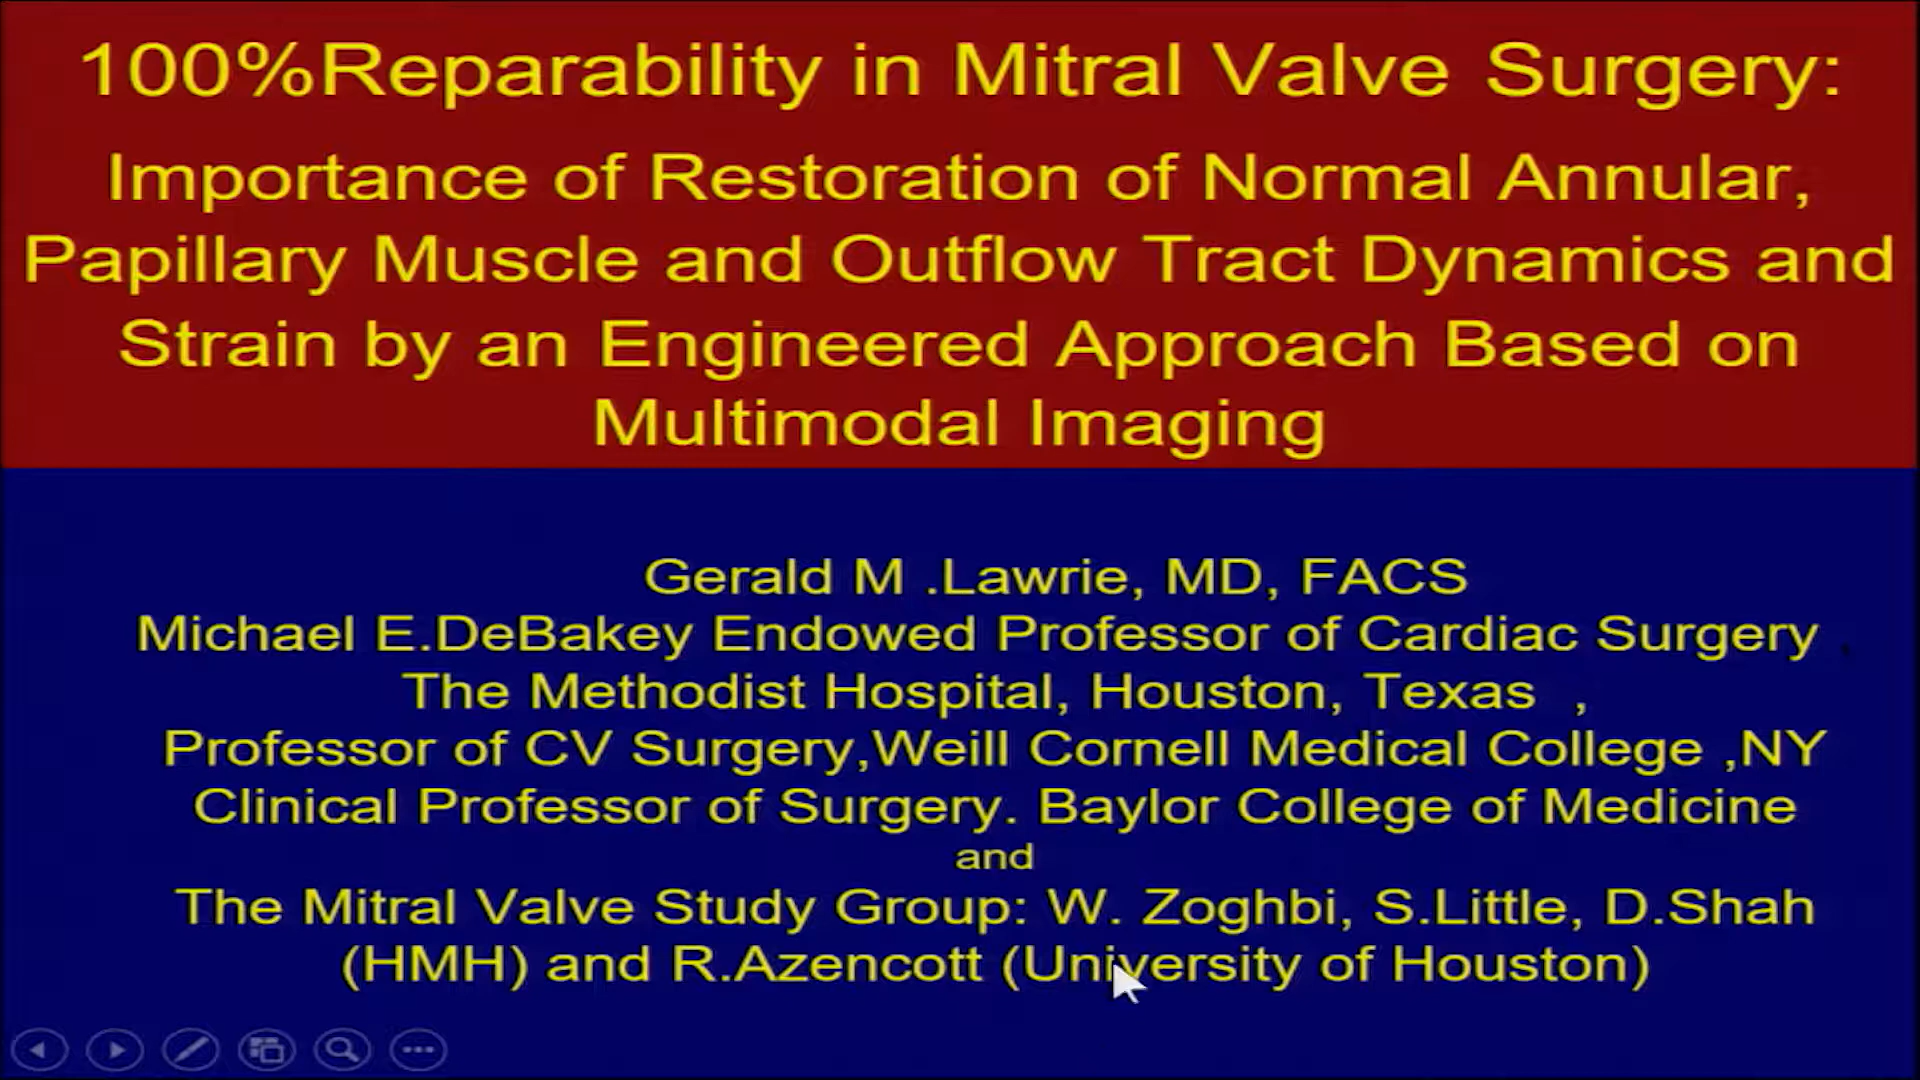 100%Reparability in Mitral Valve Surgery:
Importance of Restoration of Normal Annular,
Papillary Muscle and Outflow Tract Dynamics and
Strain by an Engineered Approach Based on
Multimodal Imaging
Gerald M .Lawrie, MD, FACS
Michael E.DeBakey Endowed Professor of Cardiac Surgery ,
The Methodist Hospital, Houston, Texas ,
Professor of CV Surgery,Weill Cornell Medical College ,NY
Clinical Professor of Surgery. Baylor College of Medicine
and
The Mitral Valve Study Group: W. Zoghbi, S.Little, D.Shah
(HMH) and R.Azencott (University of Houston)